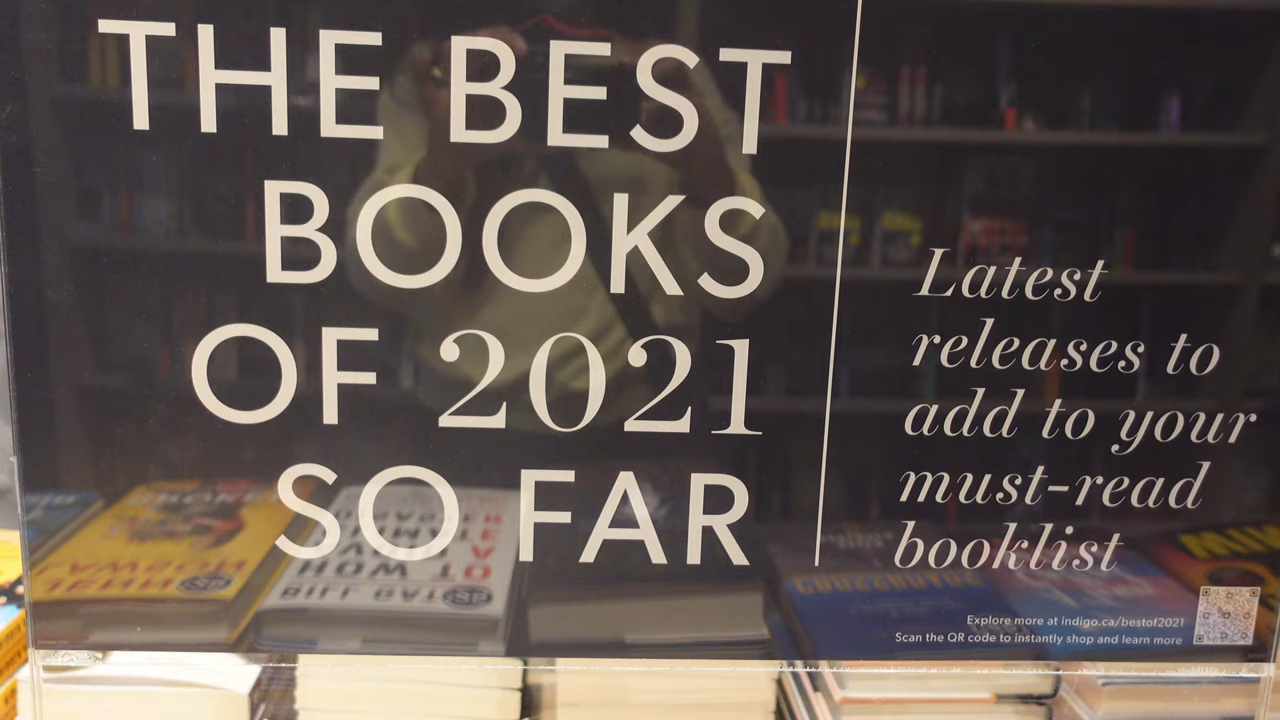 THE BEST
BOOKS
OF 2021
SO FAR
Latest
releases to
add to your
must-read
booklist
Explore more at indigo.ca/bestof2021
Scan the QR code to instantly shop and learn more